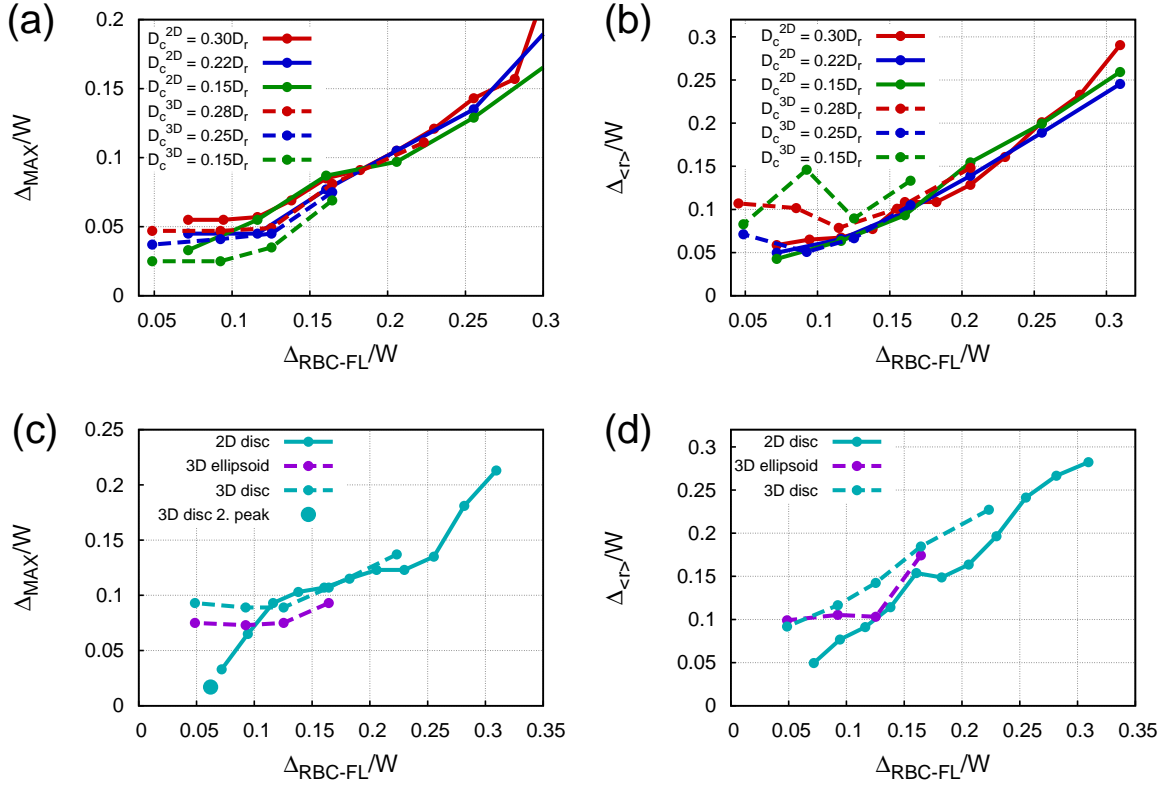 (a)
D_c^2D = 0.30D_r
D_c^2D = 0.22D_r
D_c^2D = 0.15D_r
D_c^3D = 0.28D_r
D_c^3D = 0.25D_r
D_c^3D = 0.15D_r
0.2
0.15
0.1
0.05
0
Δ_MAX/W
0.05 0.1 0.15 0.2 0.25 0.3
Δ_RBC-FL/W
(b)
D_c^2D = 0.30D_r
D_c^2D = 0.22D_r
D_c^2D = 0.15D_r
D_c^3D = 0.28D_r
D_c^3D = 0.25D_r
D_c^3D = 0.15D_r
0.3
0.25
0.2
0.15
0.1
0.05
0
Δ_<r>/W
0.05 0.1 0.15 0.2 0.25 0.3
Δ_RBC-FL/W
(c)
2D disc
3D ellipsoid
3D disc
3D disc 2. peak
0.25
0.2
0.15
0.1
0.05
0
Δ_MAX/W
0 0.05 0.1 0.15 0.2 0.25 0.3 0.35
Δ_RBC-FL/W
(d)
2D disc
3D ellipsoid
3D disc
0.3
0.25
0.2
0.15
0.1
0.05
0
Δ_<r>/W
0 0.05 0.1 0.15 0.2 0.25 0.3 0.35
Δ_RBC-FL/W